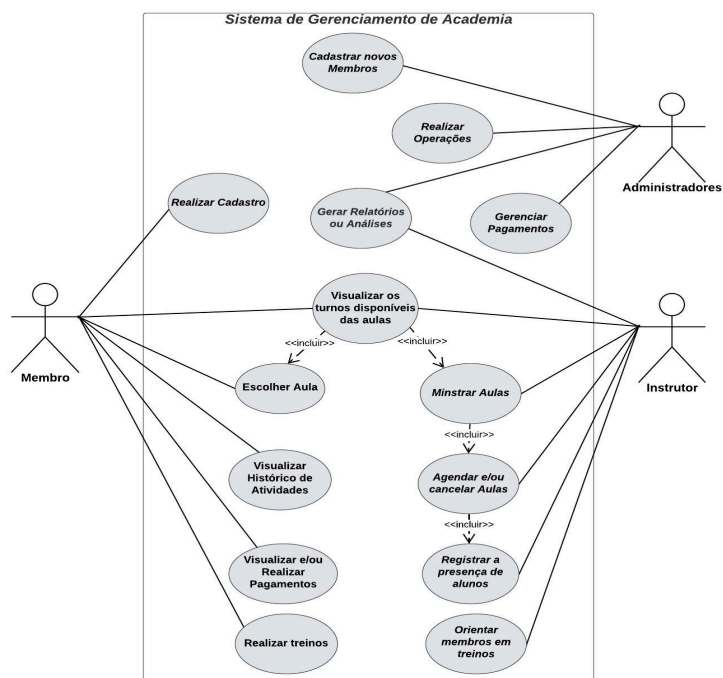 Sistema de Gerenciamento de Academia
Cadastrar novos
Membros
Realizar
Operações
Administradores
Realizar Cadastro
Gerar Relatórios
ou Análises
Gerenciar
Pagamentos
Visualizar os
turnos disponíveis
das aulas
<<incluir>>
<<incluir>>
Membro
Escolher Aula
Minstrar Aulas
Instrutor
<<incluir>>
Visualizar
Histórico de
Atividades
Agendar e/ou
cancelar Aulas
<<incluir>>
Visualizar e/ou
Realizar
Pagamentos
Registrar a
presença de
alunos
Realizar treinos
Orientar
membros em
treinos